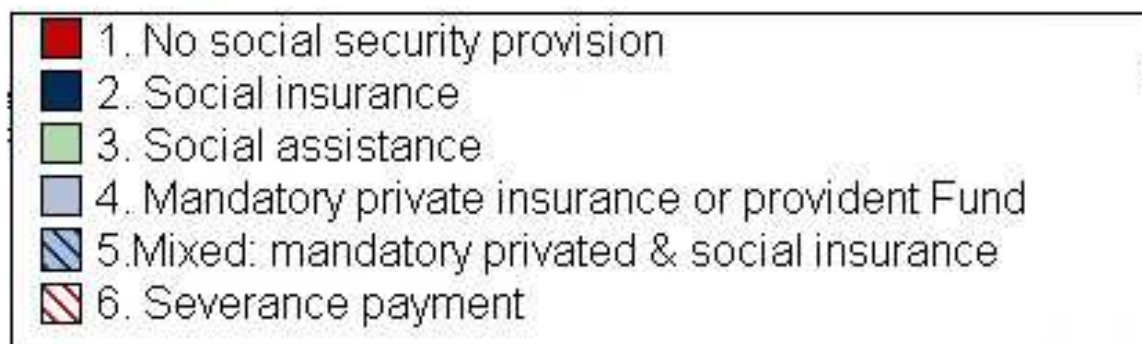 1. No social security provision
2. Social insurance
3. Social assistance
4. Mandatory private insurance or provident Fund
5.Mixed: mandatory privated & social insurance
6. Severance payment